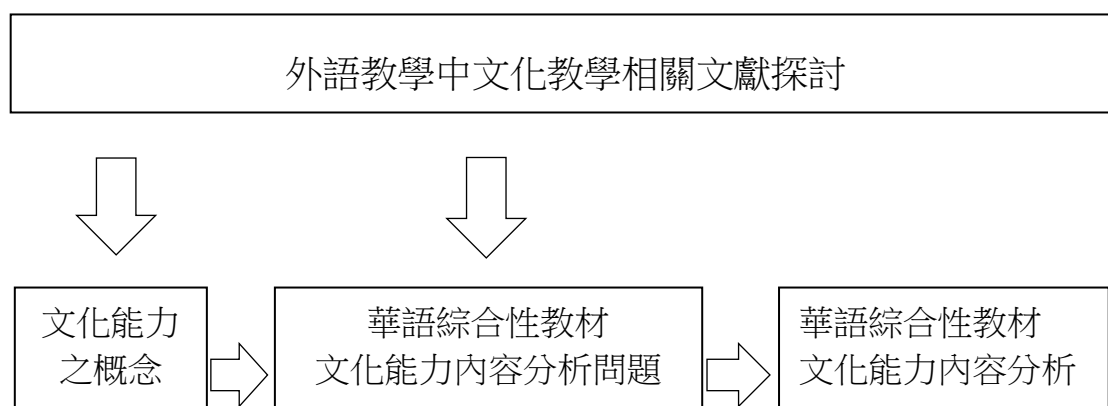 外語教學中文化教學相關文獻探討
文化能力
之概念
華語綜合性教材
文化能力內容分析問題
華語綜合性教材
文化能力內容分析